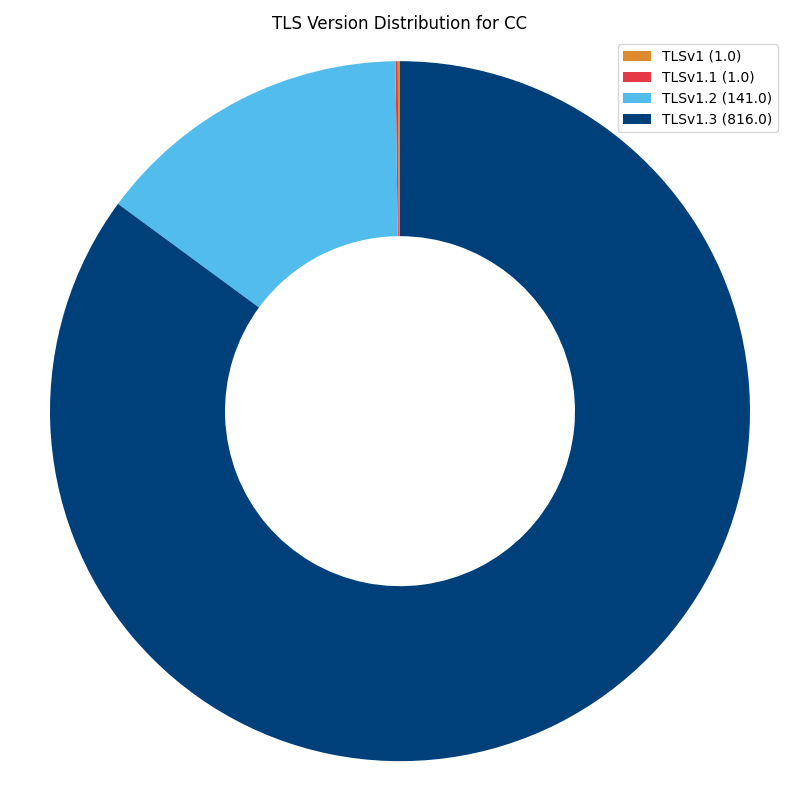 TLS Version Distribution for CC
TLSv1 (1.0)
TLSv1.1 (1.0)
TLSv1.2 (141.0)
TLSv1.3 (816.0)